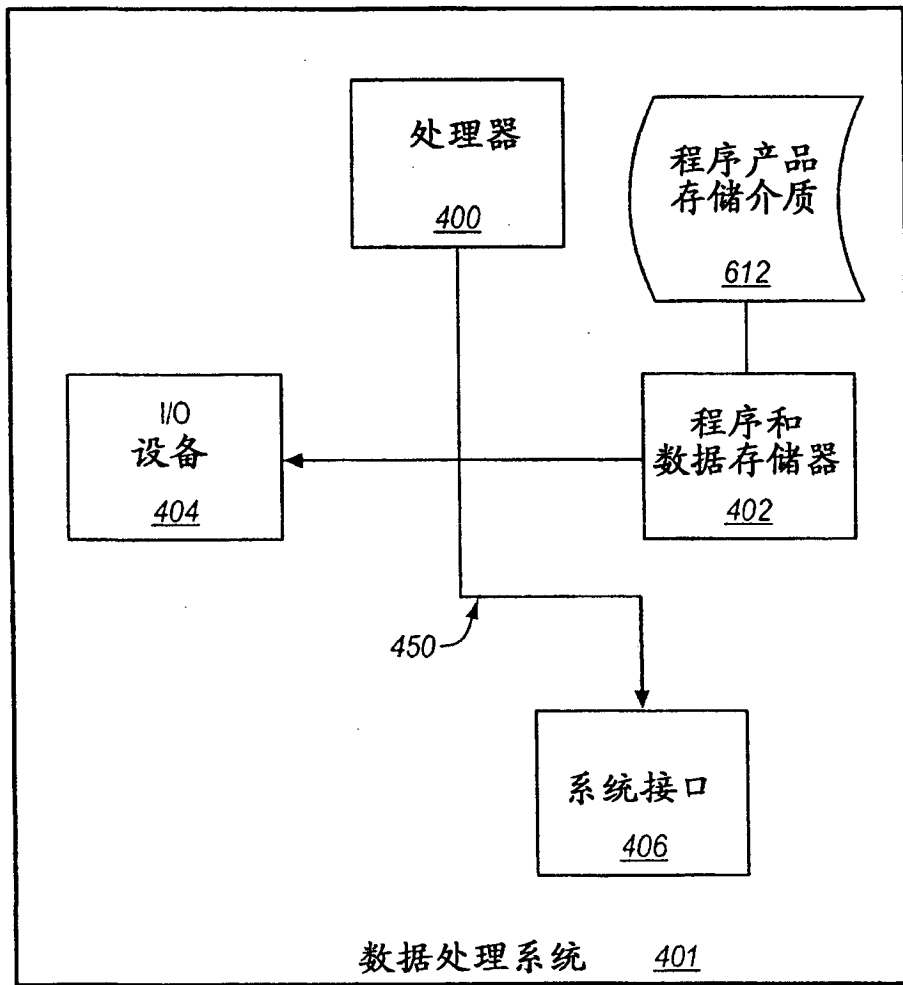 处理器
400
程序产品
存储介质
612
I/O
设备
404
程序和
数据存储器
402
450
系统接口
406
数据处理系统 401